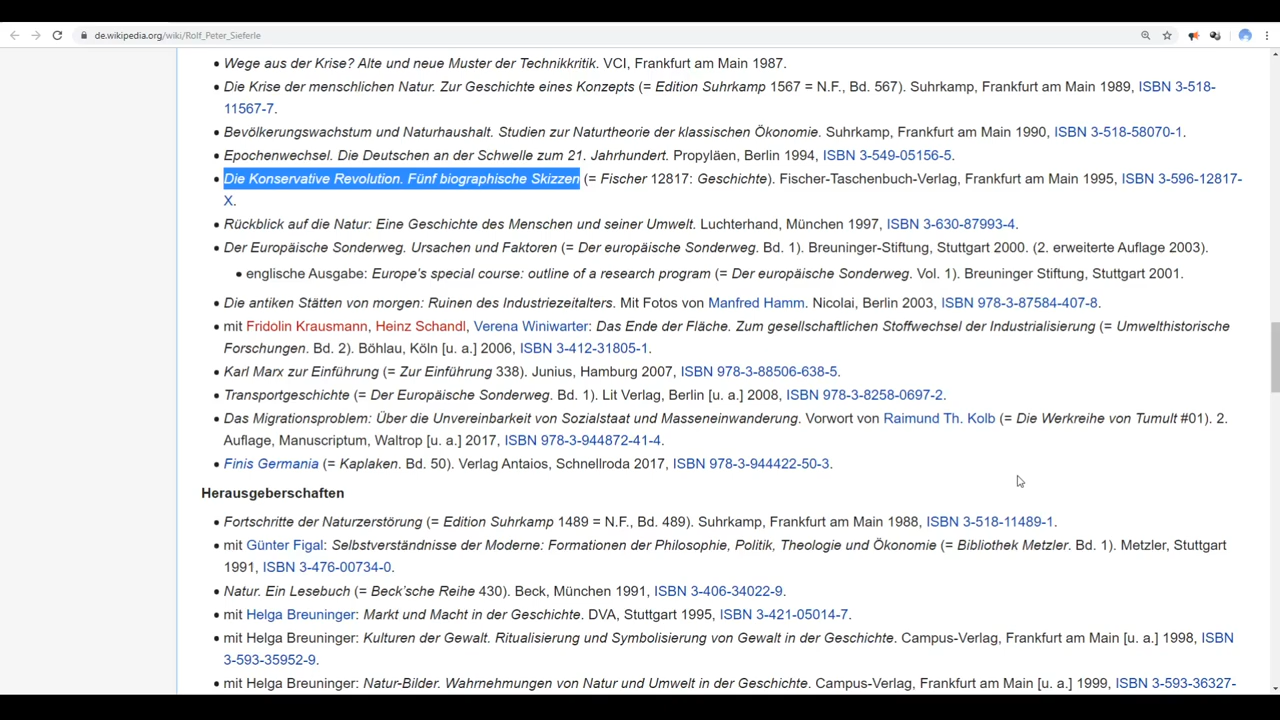 de.wikipedia.org/wiki/Rolf_Peter_Sieferle
Wege aus der Krise? Alte und neue Muster der Technikkritik. VCI, Frankfurt am Main 1987.
Die Krise der menschlichen Natur. Zur Geschichte eines Konzepts (= Edition Suhrkamp 1567 = N.F., Bd. 567). Suhrkamp, Frankfurt am Main 1989, ISBN 3-518-
11567-7.
Bevölkerungswachstum und Naturhaushalt. Studien zur Naturtheorie der klassischen Ökonomie. Suhrkamp, Frankfurt am Main 1990, ISBN 3-518-58070-1.
Epochenwechsel. Die Deutschen an der Schwelle zum 21. Jahrhundert. Propyläen, Berlin 1994, ISBN 3-549-05156-5.
Die Konservative Revolution. Fünf biographische Skizzen (= Fischer 12817: Geschichte). Fischer-Taschenbuch-Verlag, Frankfurt am Main 1995, ISBN 3-596-12817-
X.
Rückblick auf die Natur: Eine Geschichte des Menschen und seiner Umwelt. Luchterhand, München 1997, ISBN 3-630-87993-4.
Der Europäische Sonderweg. Ursachen und Faktoren (= Der europäische Sonderweg. Bd. 1). Breuninger-Stiftung, Stuttgart 2000. (2. erweiterte Auflage 2003).
englische Ausgabe: Europe's special course: outline of a research program (= Der europäische Sonderweg. Vol. 1). Breuninger Stiftung, Stuttgart 2001.
Die antiken Stätten von morgen: Ruinen des Industriezeitalters. Mit Fotos von Manfred Hamm. Nicolai, Berlin 2003, ISBN 978-3-87584-407-8.
mit Fridolin Krausmann, Heinz Schandl, Verena Winiwarter: Das Ende der Fläche. Zum gesellschaftlichen Stoffwechsel der Industrialisierung (= Umwelthistorische
Forschungen. Bd. 2). Böhlau, Köln [u. a.] 2006, ISBN 3-412-31805-1.
Karl Marx zur Einführung (= Zur Einführung 338). Junius, Hamburg 2007, ISBN 978-3-88506-638-5.
Transportgeschichte (= Der Europäische Sonderweg. Bd. 1). Lit Verlag, Berlin [u. a.] 2008, ISBN 978-3-8258-0697-2.
Das Migrationsproblem: Über die Unvereinbarkeit von Sozialstaat und Masseneinwanderung. Vorwort von Raimund Th. Kolb (= Die Werkreihe von Tumult #01). 2.
Auflage, Manuscriptum, Waltrop [u. a.] 2017, ISBN 978-3-944872-41-4.
Finis Germania (= Kaplaken. Bd. 50). Verlag Antaios, Schnellroda 2017, ISBN 978-3-944422-50-3.
Herausgeberschaften
Fortschritte der Naturzerstörung (= Edition Suhrkamp 1489 = N.F., Bd. 489). Suhrkamp, Frankfurt am Main 1988, ISBN 3-518-11489-1.
mit Günter Figal: Selbstverständnisse der Moderne: Formationen der Philosophie, Politik, Theologie und Ökonomie (= Bibliothek Metzler. Bd. 1). Metzler, Stuttgart
1991, ISBN 3-476-00734-0.
Natur. Ein Lesebuch (= Beck'sche Reihe 430). Beck, München 1991, ISBN 3-406-34022-9.
mit Helga Breuninger: Markt und Macht in der Geschichte. DVA, Stuttgart 1995, ISBN 3-421-05014-7.
mit Helga Breuninger: Kulturen der Gewalt. Ritualisierung und Symbolisierung von Gewalt in der Geschichte. Campus-Verlag, Frankfurt am Main [u. a.] 1998, ISBN
3-593-35952-9.
mit Helga Breuninger: Natur-Bilder. Wahrnehmungen von Natur und Umwelt in der Geschichte. Campus-Verlag, Frankfurt am Main [u. a.] 1999, ISBN 3-593-36327-